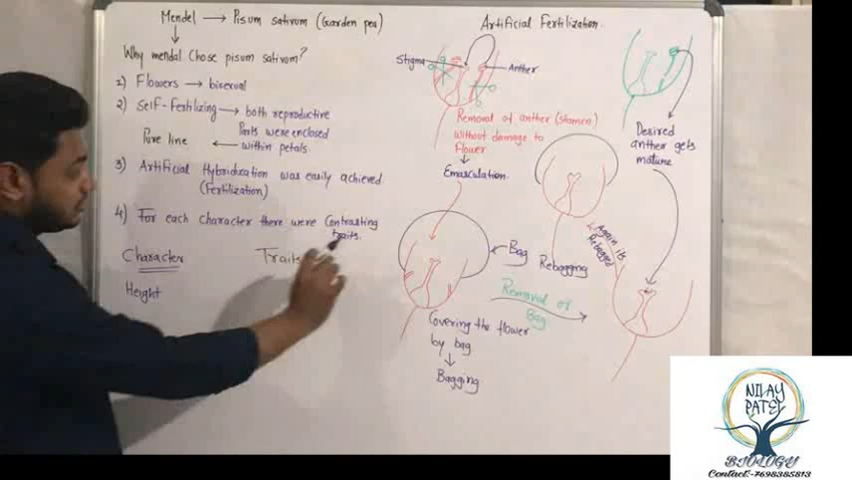 Mendel → Pisum sativum (Garden pea)
Why mendal chose pisum sativum?
1) Flowers → bisexual
2) Self-Fertilizing → both reproductive
Parts were enclosed
within petals.
Pure line
3) Artificial Hybridization was easily achieved
(Fertilization)
4) For each character there were Contrasting
traits.
Character
Traits
Height
Artificial Fertilization.
Stigma
Anther
Removal of anther (stamen)
Without damage to
Flower
Emasculation.
Bag
Covering the flower
by bag
Bagging
Removal of
Bag
Desired
anther gets
mature
Again is
Rebagged
Rebagging
NILAY
PATEL
BIOLOGY
Contact:-7698385813